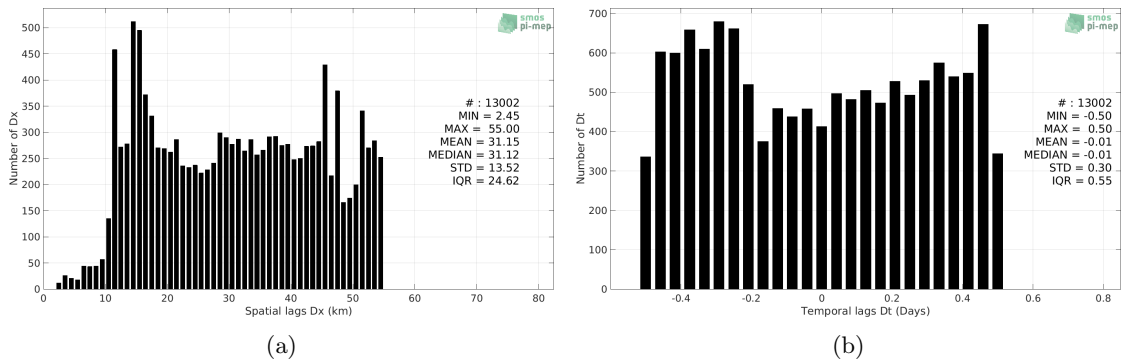 smos
pi-mep
500
450
400
350
300
250
200
150
100
50
0
Number of Dx
# : 13002
MIN = 2.45
MAX = 55.00
MEAN = 31.15
MEDIAN = 31.12
STD = 13.52
IQR = 24.62
0 10 20 30 40 50 60 70 80
Spatial lags Dx (km)
(a)
smos
pi-mep
700
600
500
400
300
200
100
0
Number of Dt
# : 13002
MIN = -0.50
MAX = 0.50
MEAN = -0.01
MEDIAN = -0.01
STD = 0.30
IQR = 0.55
-0.4 -0.2 0 0.2 0.4 0.6 0.8
Temporal lags Dt (Days)
(b)